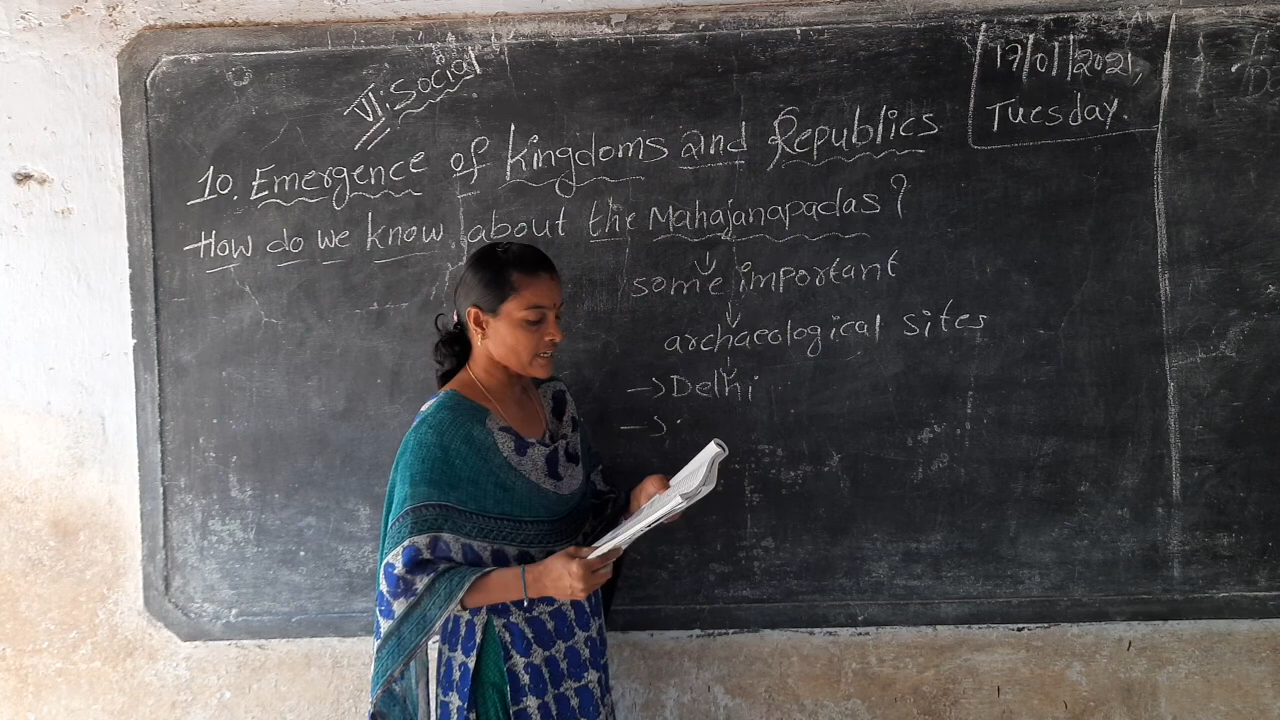 VI. Social
17/01/2021,
Tuesday.
10. Emergence of kingdoms and Republics
How do we know about the Mahajanapadas?
↓
some important
↓
archaeological sites
↓
→ Delhi
→